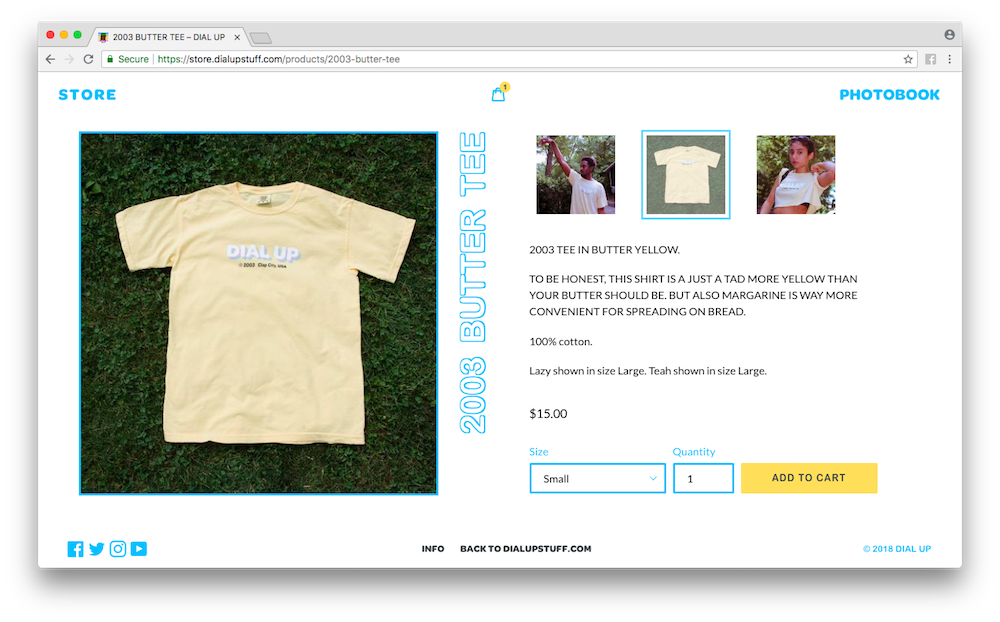 2003 BUTTER TEE – DIAL UP
Secure https://store.dialupstuff.com/products/2003-butter-tee
STORE
1
PHOTOBOOK
DIAL UP
© 2003 Clap City, USA
2003 BUTTER TEE
2003 TEE IN BUTTER YELLOW.
TO BE HONEST, THIS SHIRT IS A JUST A TAD MORE YELLOW THAN
YOUR BUTTER SHOULD BE. BUT ALSO MARGARINE IS WAY MORE
CONVENIENT FOR SPREADING ON BREAD.
100% cotton.
Lazy shown in size Large. Teah shown in size Large.
$15.00
Size
Quantity
Small
1
ADD TO CART
INFO
BACK TO DIALUPSTUFF.COM
© 2018 DIAL UP